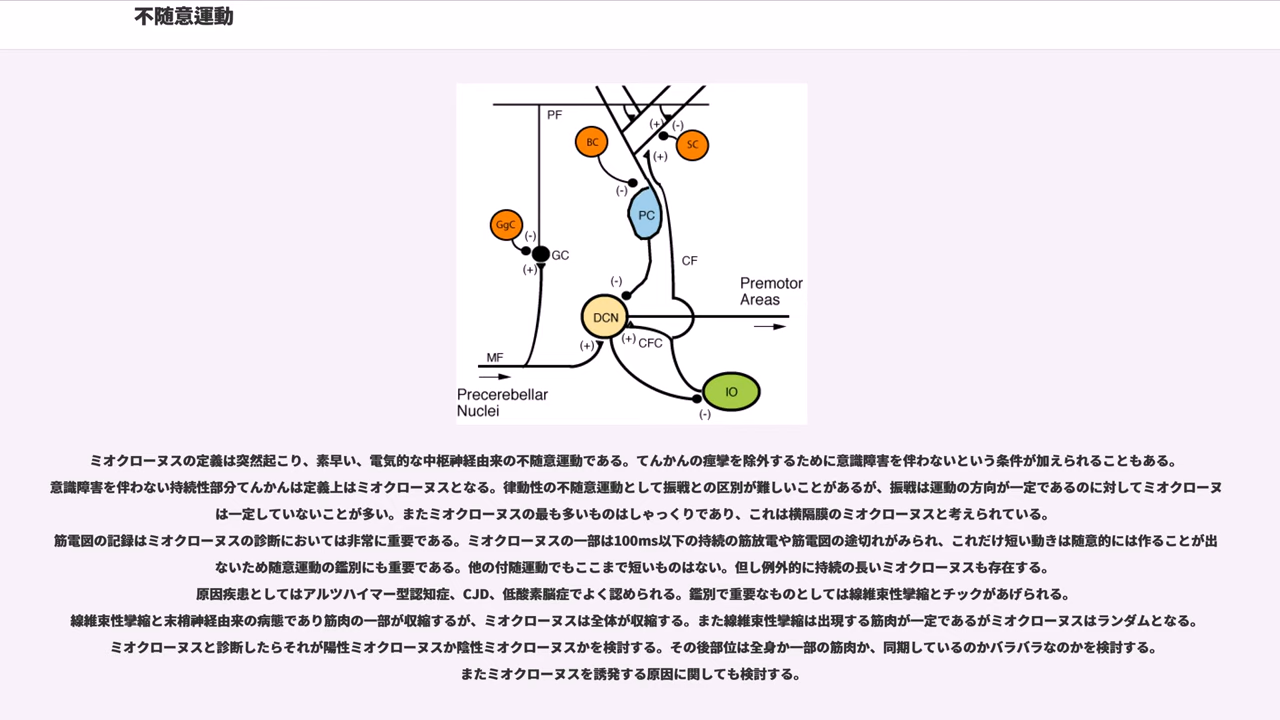 不随意運動
PF
(+)
(-)
BC
SC
(+)
(-)
PC
GgC
(-)
GC
(+)
CF
(-)
Premotor
Areas
DCN
(+)
(+)
CFC
MF
Precerebellar
Nuclei
IO
(-)
ミオクローヌスの定義は突然起こり、素早い、電気的な中枢神経由来の不随意運動である。てんかんの痙攣を除外するために意識障害を伴わないという条件が加えられることもある。
意識障害を伴わない持続性部分てんかんは定義上はミオクローヌスとなる。律動性の不随意運動として振戦との区別が難しいことがあるが、振戦は運動の方向が一定であるのに対してミオクローヌ
は一定していないことが多い。またミオクローヌスの最も多いものはしゃっくりであり、これは横隔膜のミオクローヌスと考えられている。
筋電図の記録はミオクローヌスの診断においては非常に重要である。ミオクローヌスの一部は100ms以下の持続の筋放電や筋電図の途切れがみられ、これだけ短い動きは随意的には作ることが出
ないため随意運動の鑑別にも重要である。他の付随運動でもここまで短いものはない。但し例外的に持続の長いミオクローヌスも存在する。
原因疾患としてはアルツハイマー型認知症、CJD、低酸素脳症でよく認められる。鑑別で重要なものとしては線維束性攣縮とチックがあげられる。
線維束性攣縮と末梢神経由来の病態であり筋肉の一部が収縮するが、ミオクローヌスは全体が収縮する。また線維束性攣縮は出現する筋肉が一定であるがミオクローヌスはランダムとなる。
ミオクローヌスと診断したらそれが陽性ミオクローヌスか陰性ミオクローヌスかを検討する。その後部位は全身か一部の筋肉か、同期しているのかバラバラなのかを検討する。
またミオクローヌスを誘発する原因に関しても検討する。